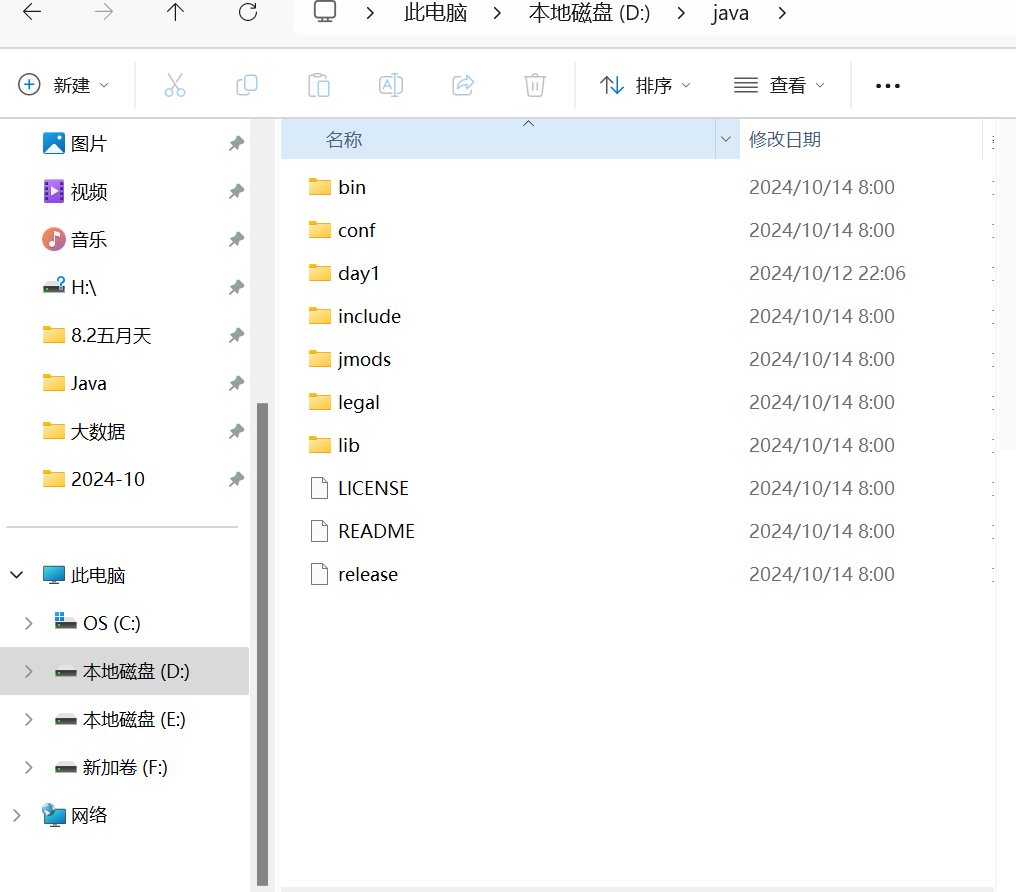 此电脑 本地磁盘 (D:) java
新建 排序 查看
图片
视频
音乐
H:\
8.2五月天
Java
大数据
2024-10
此电脑
OS (C:)
本地磁盘 (D:)
本地磁盘 (E:)
新加卷 (F:)
网络
名称 修改日期
bin 2024/10/14 8:00
conf 2024/10/14 8:00
day1 2024/10/12 22:06
include 2024/10/14 8:00
jmods 2024/10/14 8:00
legal 2024/10/14 8:00
lib 2024/10/14 8:00
LICENSE 2024/10/14 8:00
README 2024/10/14 8:00
release 2024/10/14 8:00